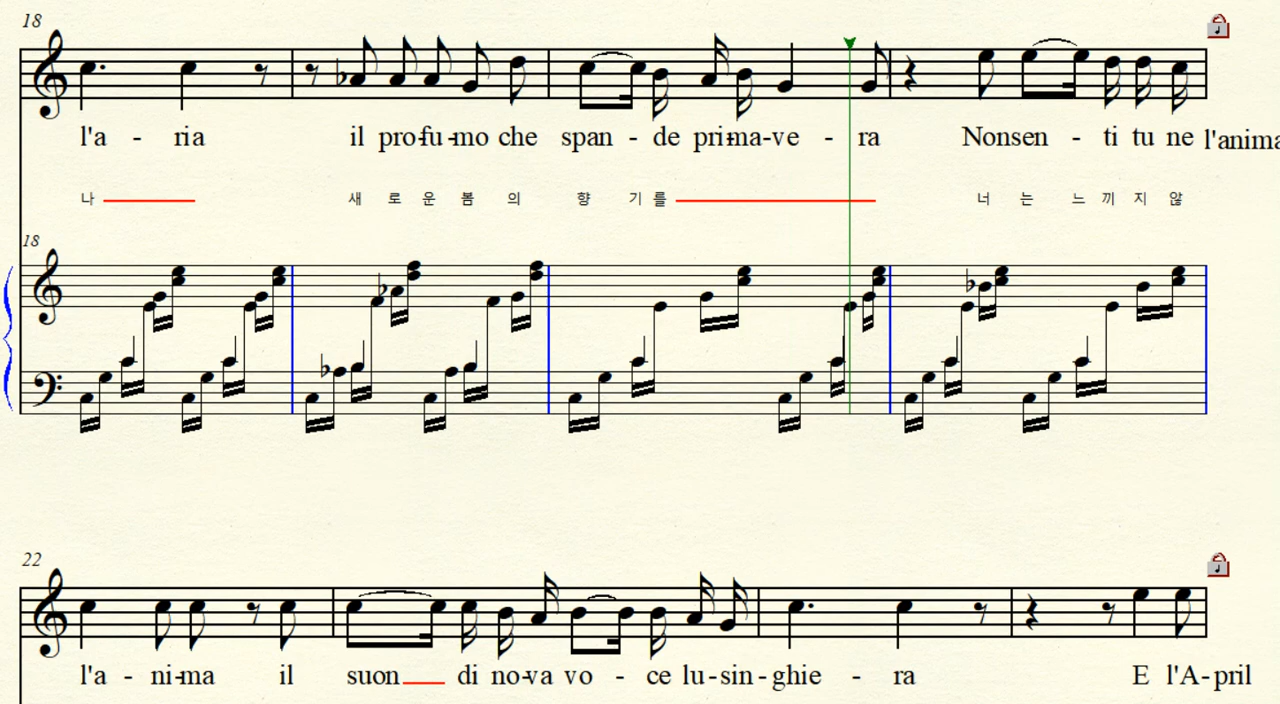 18
l'a - ria il pro-fu-mo che span - de pri-ma-ve - ra Nonsen - ti tu ne l'anima
나 새 로 운 봄 의 향 기 를 너 는 느 끼 지 않
18
22
l'a - ni-ma il suon di no-va vo - ce lu-sin-ghie - ra E l'A-pril